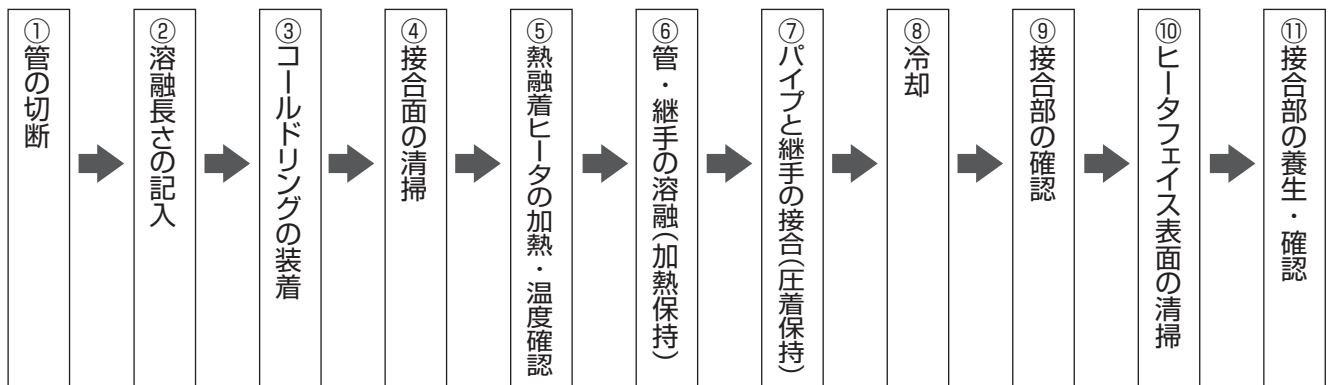 ①管の切断
②溶融長さの記入
③コールドリングの装着
④接合面の清掃
⑤熱融着ヒータの加熱・温度確認
⑥管・継手の溶融(加熱保持)
⑦パイプと継手の接合(圧着保持)
⑧冷却
⑨接合部の確認
⑩ヒータフェイス表面の清掃
⑪接合部の養生・確認